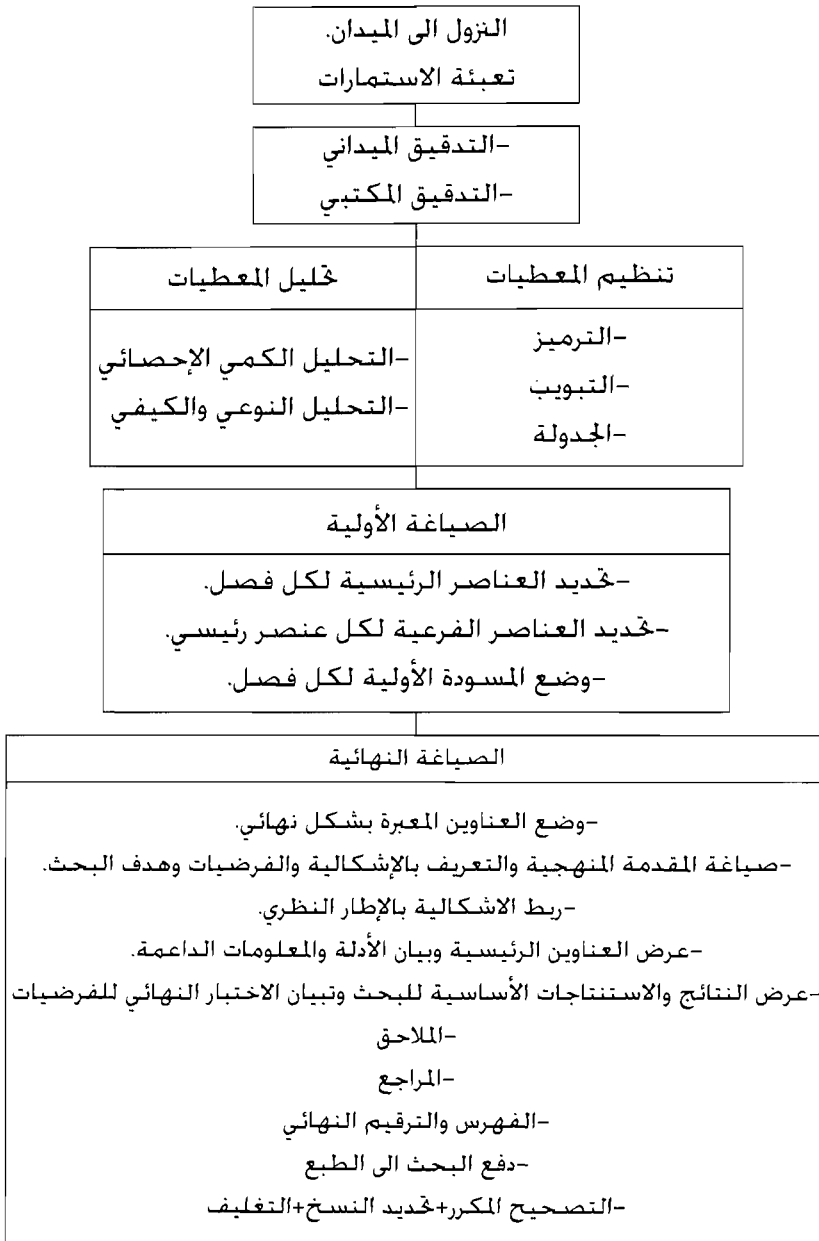 النزول الى الميدان.
تعبئة الاستمارات
-التدقيق الميداني
-التدقيق المكتبي
تنظيم المعطيات
-الترميز
-التبويب
-الجدولة
تحليل المعطيات
-التحليل الكمي الإحصائي
-التحليل النوعي والكيفي
الصياغة الأولية
-تحديد العناصر الرئيسية لكل فصل.
-تحديد العناصر الفرعية لكل عنصر رئيسي.
-وضع المسودة الأولية لكل فصل.
الصياغة النهائية
-وضع العناوين المعبرة بشكل نهائي.
-صياغة المقدمة المنهجية والتعريف بالإشكالية والفرضيات وهدف البحث.
-ربط الاشكالية بالإطار النظري.
-عرض العناوين الرئيسية وبيان الأدلة والمعلومات الداعمة.
-عرض النتائج والاستنتاجات الأساسية للبحث وتبيان الاختبار النهائي للفرضيات
-الملاحق
-المراجع
-الفهرس والترقيم النهائي
-دفع البحث الى الطبع
-التصحيح المكرر+تحديد النسخ+التغليف